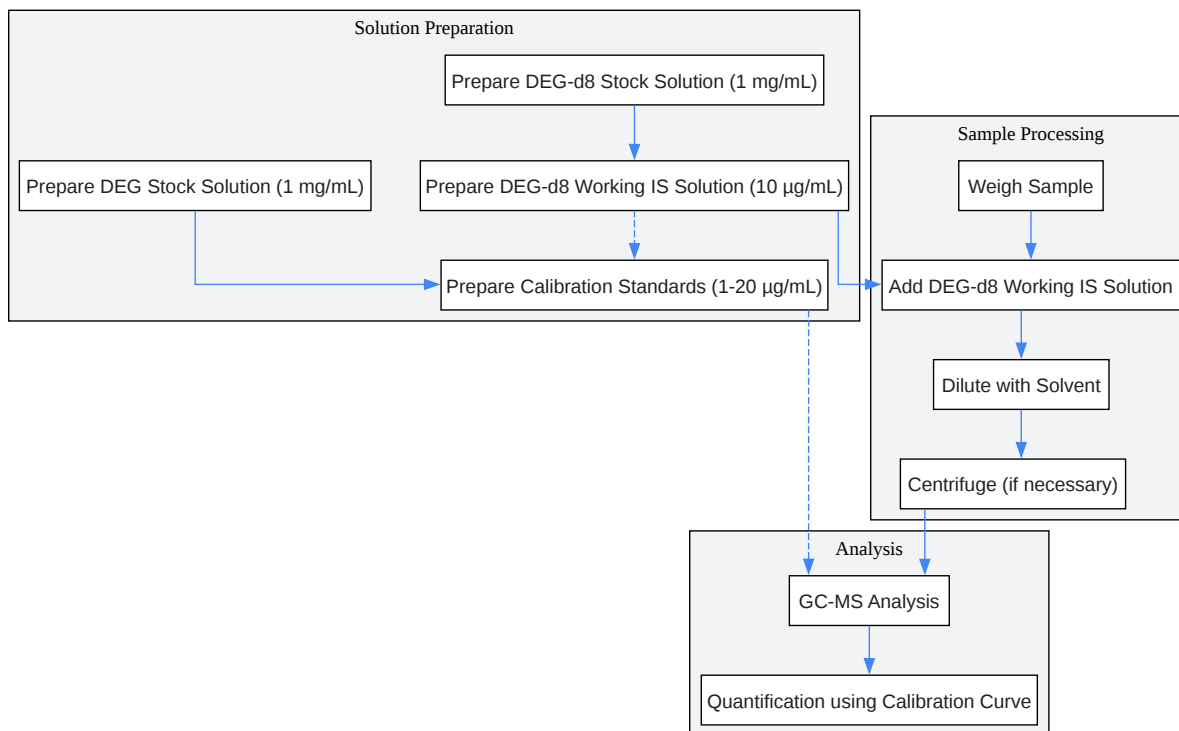 Solution Preparation
Prepare DEG-d8 Stock Solution (1 mg/mL)
Prepare DEG Stock Solution (1 mg/mL)
Prepare DEG-d8 Working IS Solution (10 µg/mL)
Prepare Calibration Standards (1-20 µg/mL)
Sample Processing
Weigh Sample
Add DEG-d8 Working IS Solution
Dilute with Solvent
Centrifuge (if necessary)
Analysis
GC-MS Analysis
Quantification using Calibration Curve